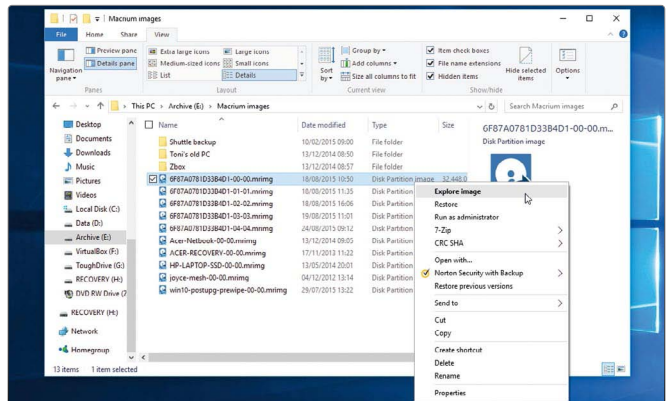 Macrium images
File Home Share View
Navigation pane
Preview pane
Details pane
Panes
Extra large icons Large icons
Medium-sized icons Small icons
List Details
Layout
Sort by
Group by
Add columns
Size all columns to fit
Current view
Item check boxes
File name extensions
Hidden items
Hide selected items
Show/hide
Options
This PC > Archive (E:) > Macrium images
Search Macrium images
Desktop
Documents
Downloads
Music
Pictures
Videos
Local Disk (C:)
Data (D:)
Archive (E:)
VirtualBox (F:)
ToughDrive (G:)
RECOVERY (H:)
DVD RW Drive (
RECOVERY (H:)
Network
Homegroup
Name Date modified Type Size
Shuttle backup 10/02/2015 09:00 File folder
Toni's old PC 13/12/2014 08:50 File folder
Zbox 13/12/2014 08:57 File folder
6F87A0781D33B4D1-00-00.mrimg 18/08/2015 10:50 Disk Partition image 32,448,0
6F87A0781D33B4D1-01-01.mrimg 18/08/2015 11:35 Disk Partition
6F87A0781D33B4D1-02-02.mrimg 18/08/2015 16:06 Disk Partition
6F87A0781D33B4D1-03-03.mrimg 19/08/2015 11:01 Disk Partition
6F87A0781D33B4D1-04-04.mrimg 24/08/2015 09:12 Disk Partition
Acer-Netbook-00-00.mrimg 13/12/2014 09:05 Disk Partition
ACER-RECOVERY-00-00.mrimg 17/11/2013 11:22 Disk Partition
HP-LAPTOP-SSD-00-00.mrimg 13/05/2014 20:01 Disk Partition
joyce-mesh-00-00.mrimg 04/12/2012 13:14 Disk Partition
win10-postupg-prewipe-00-00.mrimg 29/07/2015 13:22 Disk Partition
6F87A0781D33B4D1-00-00.m...
Disk Partition image
Explore image
Restore
Run as administrator
7-Zip
CRC SHA
Open with...
Norton Security with Backup
Restore previous versions
Send to
Cut
Copy
Create shortcut
Delete
Rename
Properties
13 items 1 item selected